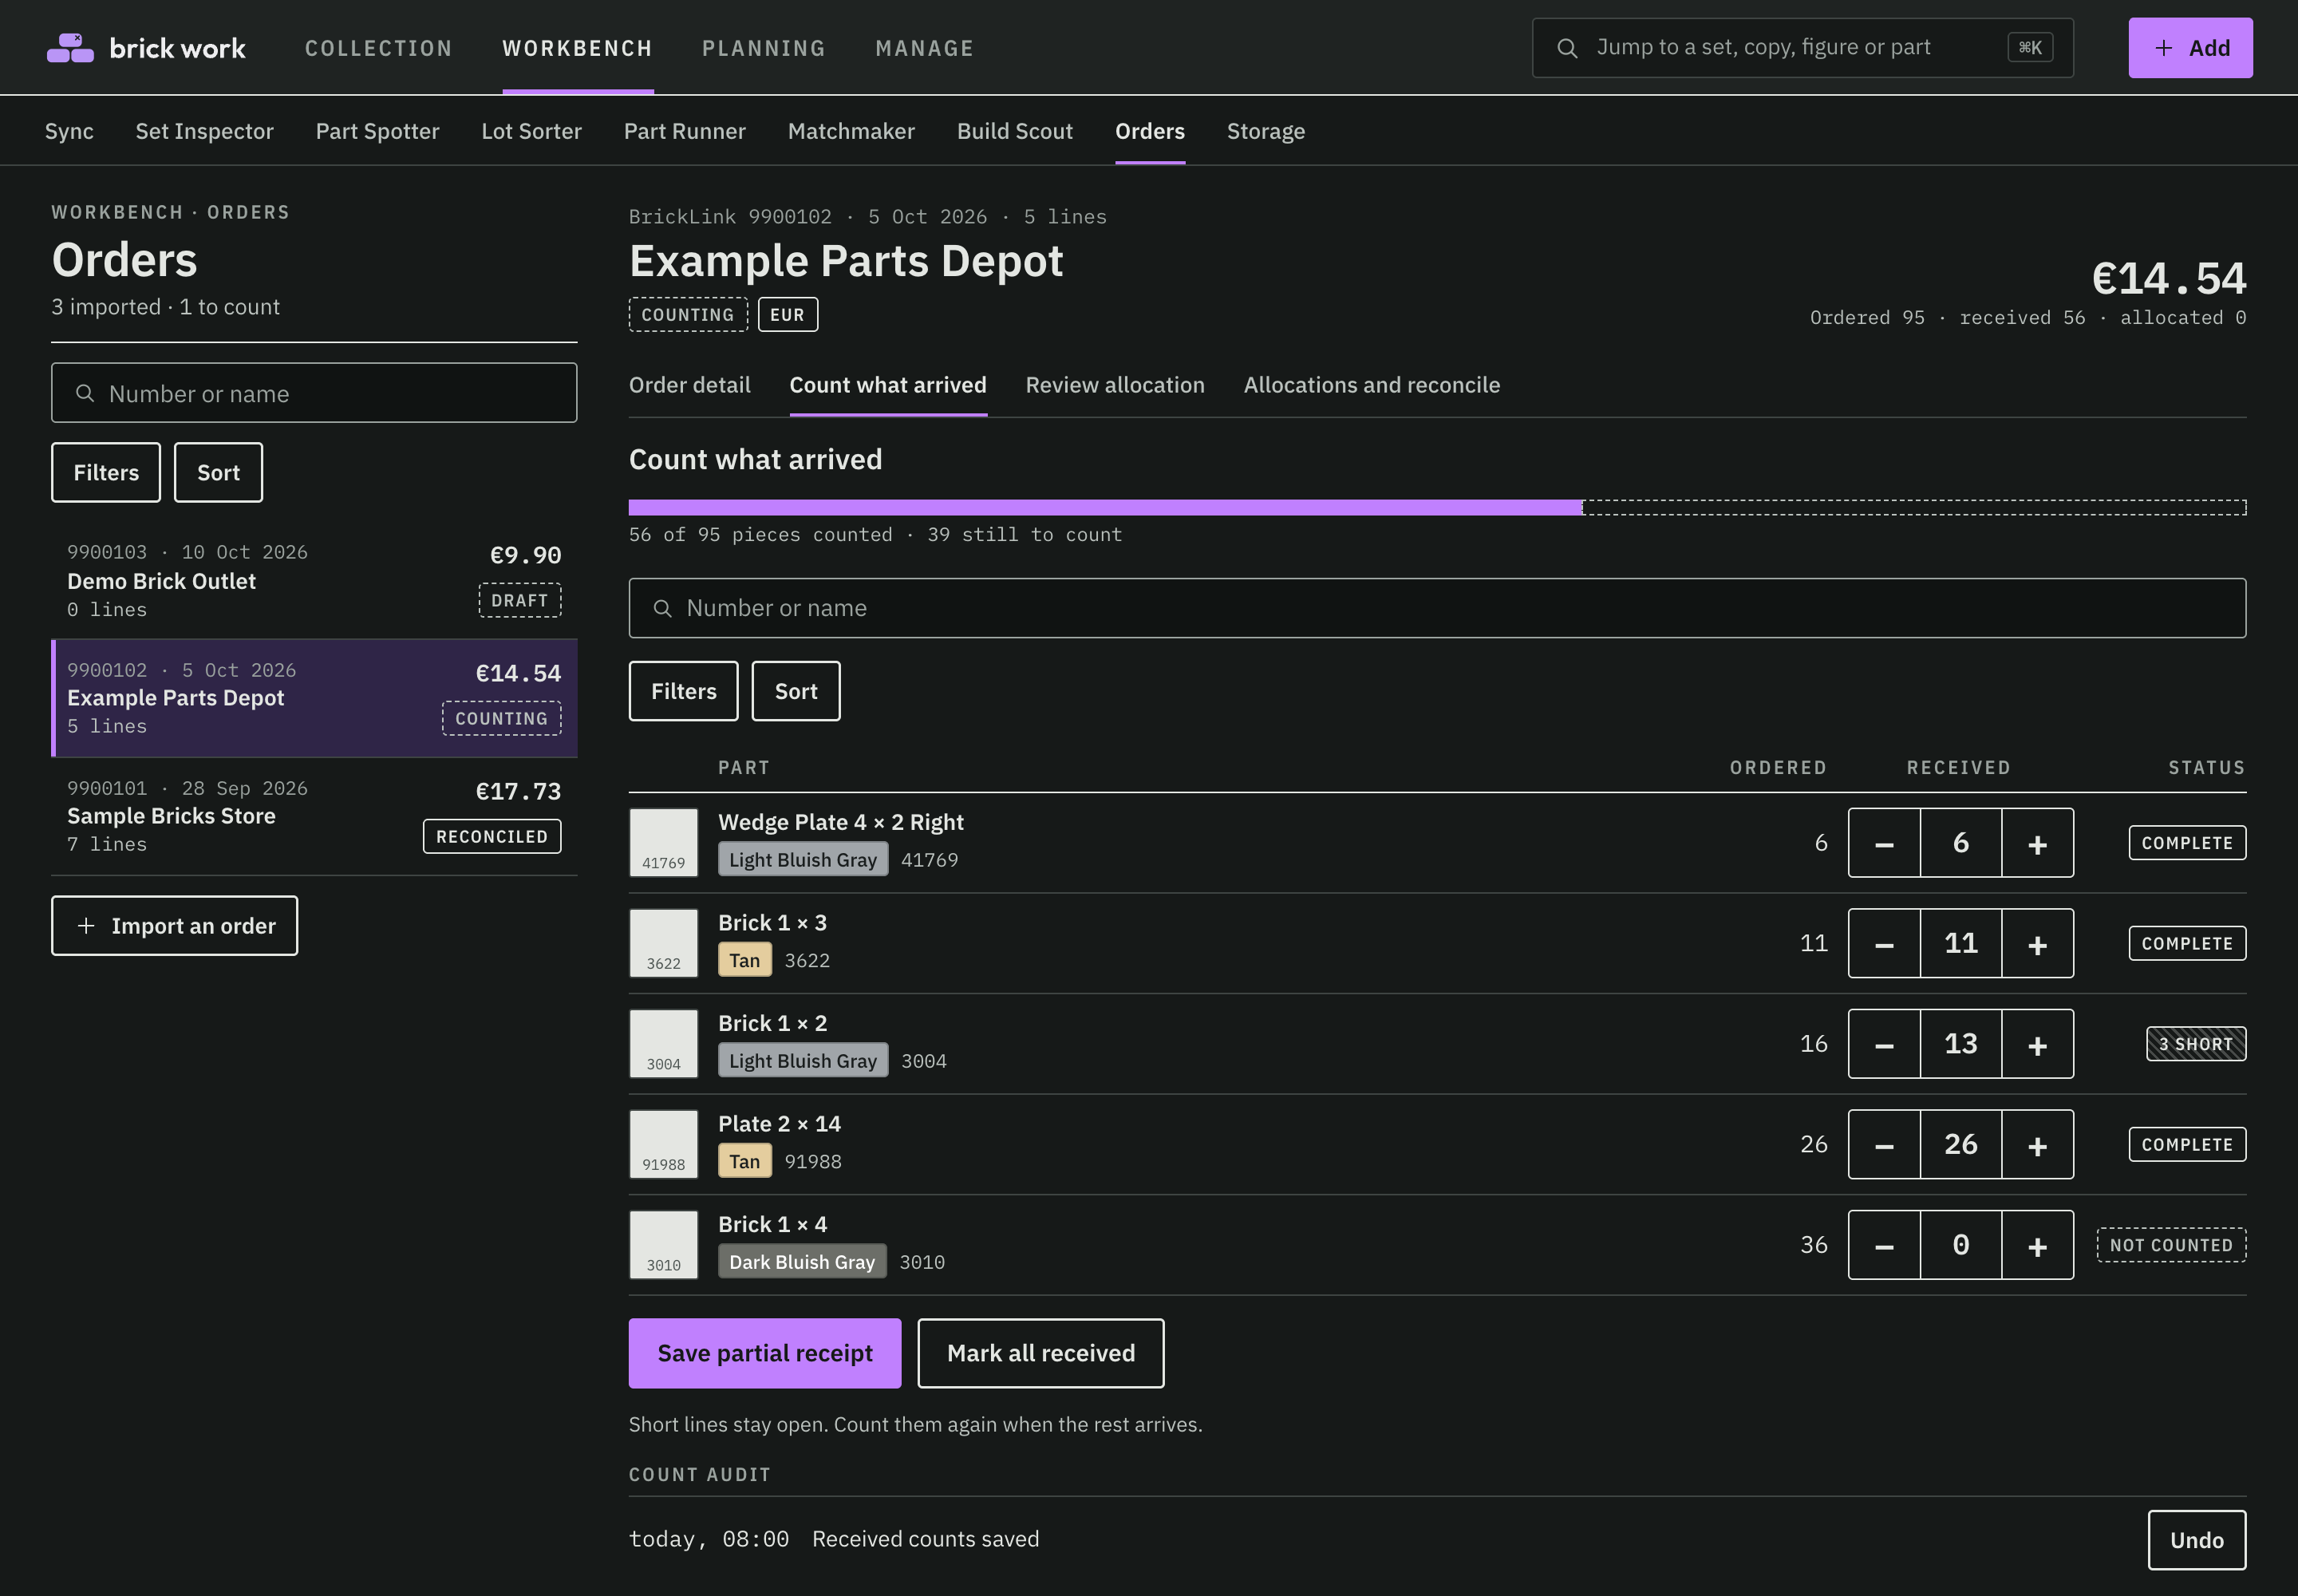 brick work
COLLECTION WORKBENCH PLANNING MANAGE
Jump to a set, copy, figure or part ⌘K
+ Add
Sync Set Inspector Part Spotter Lot Sorter Part Runner Matchmaker Build Scout Orders Storage
WORKBENCH · ORDERS
Orders
3 imported · 1 to count
Number or name
Filters Sort
9900103 · 10 Oct 2026 €9.90
Demo Brick Outlet
0 lines DRAFT
9900102 · 5 Oct 2026 €14.54
Example Parts Depot
5 lines COUNTING
9900101 · 28 Sep 2026 €17.73
Sample Bricks Store
7 lines RECONCILED
+ Import an order
BrickLink 9900102 · 5 Oct 2026 · 5 lines
Example Parts Depot
COUNTING EUR
€14.54
Ordered 95 · received 56 · allocated 0
Order detail Count what arrived Review allocation Allocations and reconcile
Count what arrived
56 of 95 pieces counted · 39 still to count
Number or name
Filters Sort
PART ORDERED RECEIVED STATUS
Wedge Plate 4 × 2 Right
41769 Light Bluish Gray 41769 6 − 6 + COMPLETE
Brick 1 × 3
3622 Tan 3622 11 − 11 + COMPLETE
Brick 1 × 2
3004 Light Bluish Gray 3004 16 − 13 + 3 SHORT
Plate 2 × 14
91988 Tan 91988 26 − 26 + COMPLETE
Brick 1 × 4
3010 Dark Bluish Gray 3010 36 − 0 + NOT COUNTED
Save partial receipt Mark all received
Short lines stay open. Count them again when the rest arrives.
COUNT AUDIT
today, 08:00 Received counts saved Undo